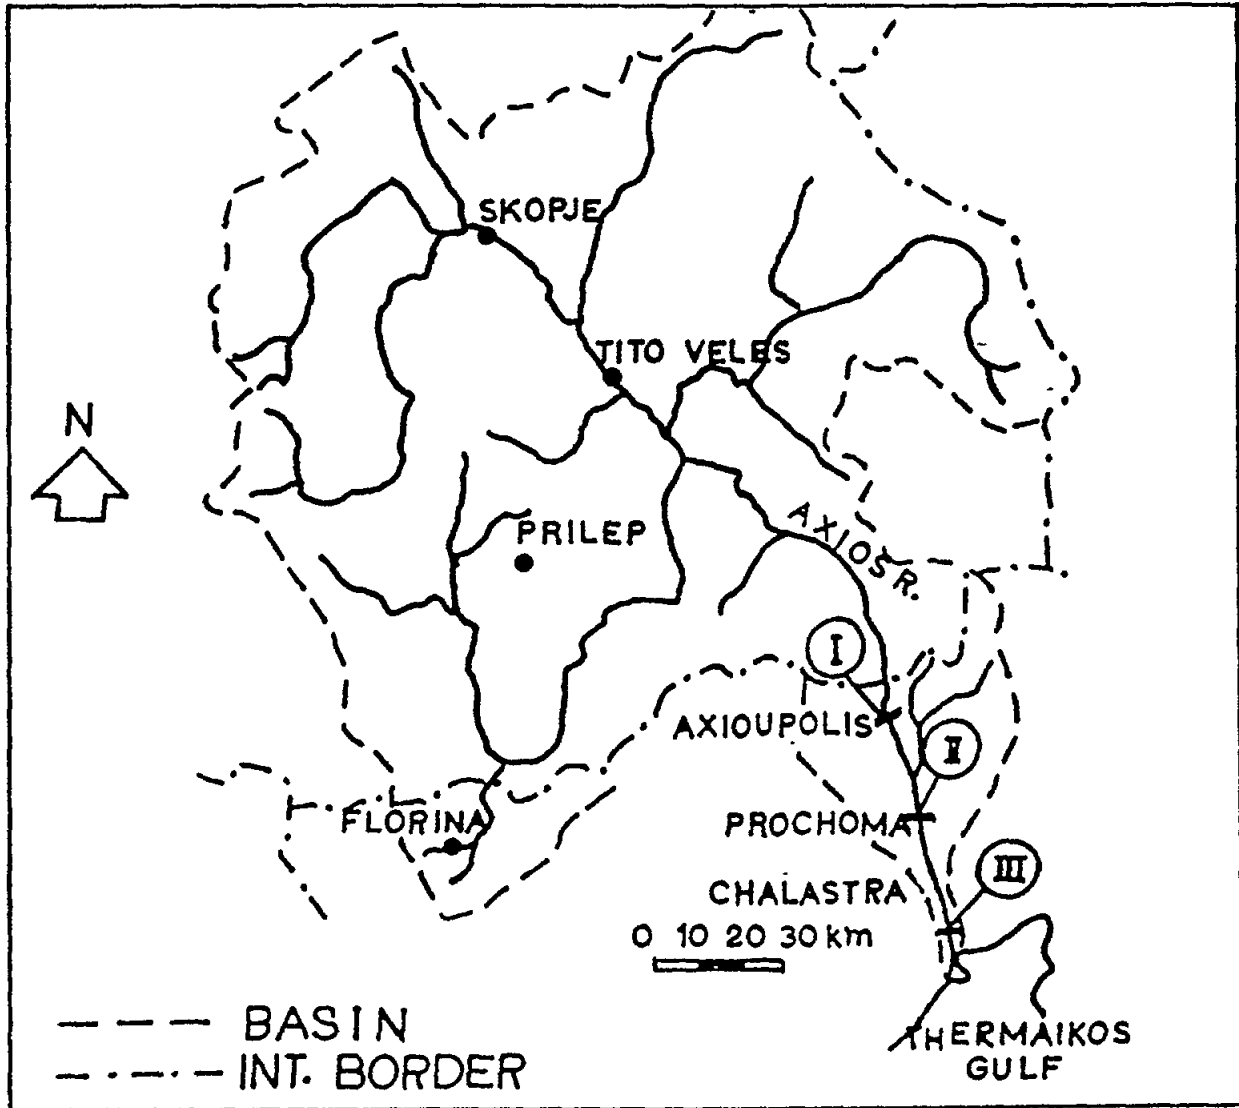 SKOPJE
TITO VELES
N
PRILEP
AXIOS R.
I
AXIOUPOLIS
II
FLORINA
PROCHOMA
III
CHALASTRA
0 10 20 30 km
BASIN
THERMAIKOS
GULF
INT. BORDER